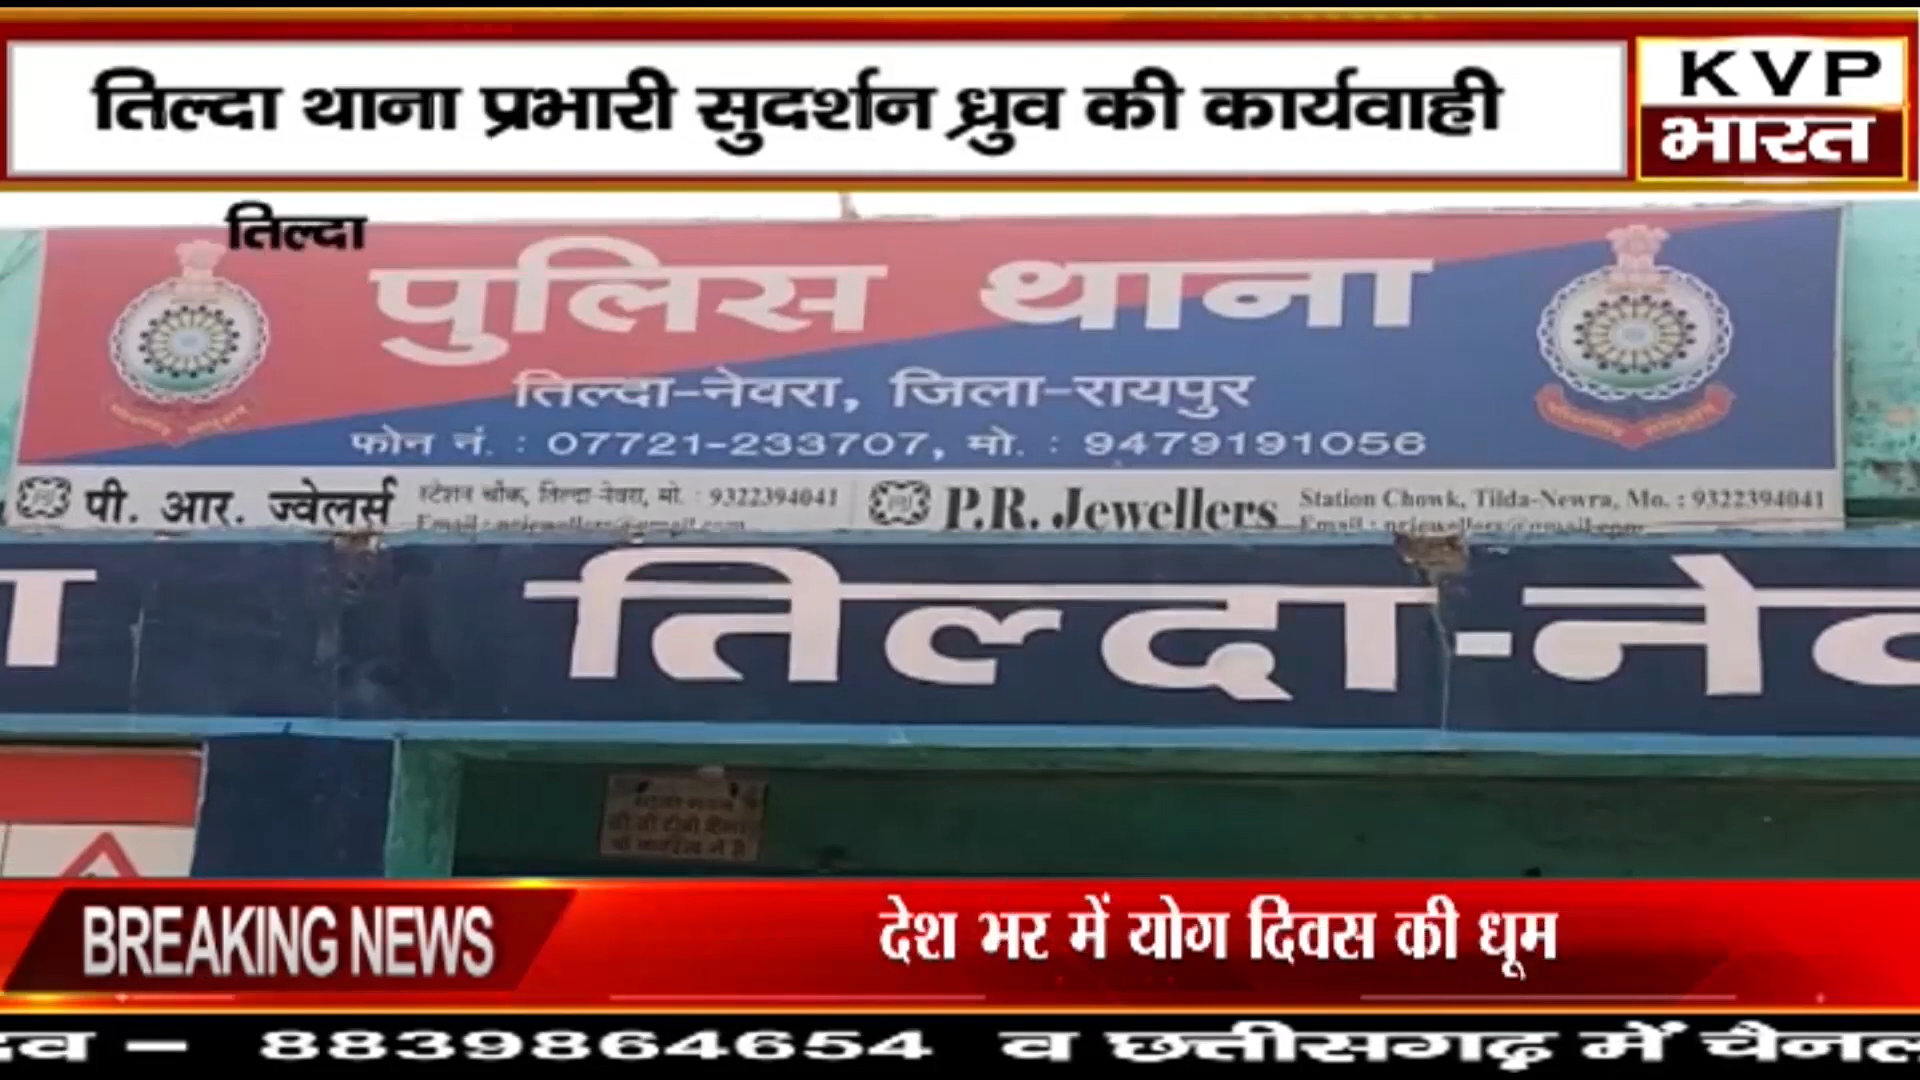 तिल्दा थाना प्रभारी सुदर्शन ध्रुव की कार्यवाही
KVP
भारत
तिल्दा
पुलिस थाना
तिल्दा-नेवरा, जिला-रायपुर
फोन नं. : 07721-233707, मो. : 9479191056
पी. आर. ज्वेलर्स स्टेशन चौंक, तिल्दा-नेवरा, मो. : 9322394041
P.R. Jewellers Station Chowk, Tilda-Newra, Mo. : 9322394041
तिल्दा-ने
BREAKING NEWS
देश भर में योग दिवस की धूम
– 8839864654 व छत्तीसगढ़ में चैनल